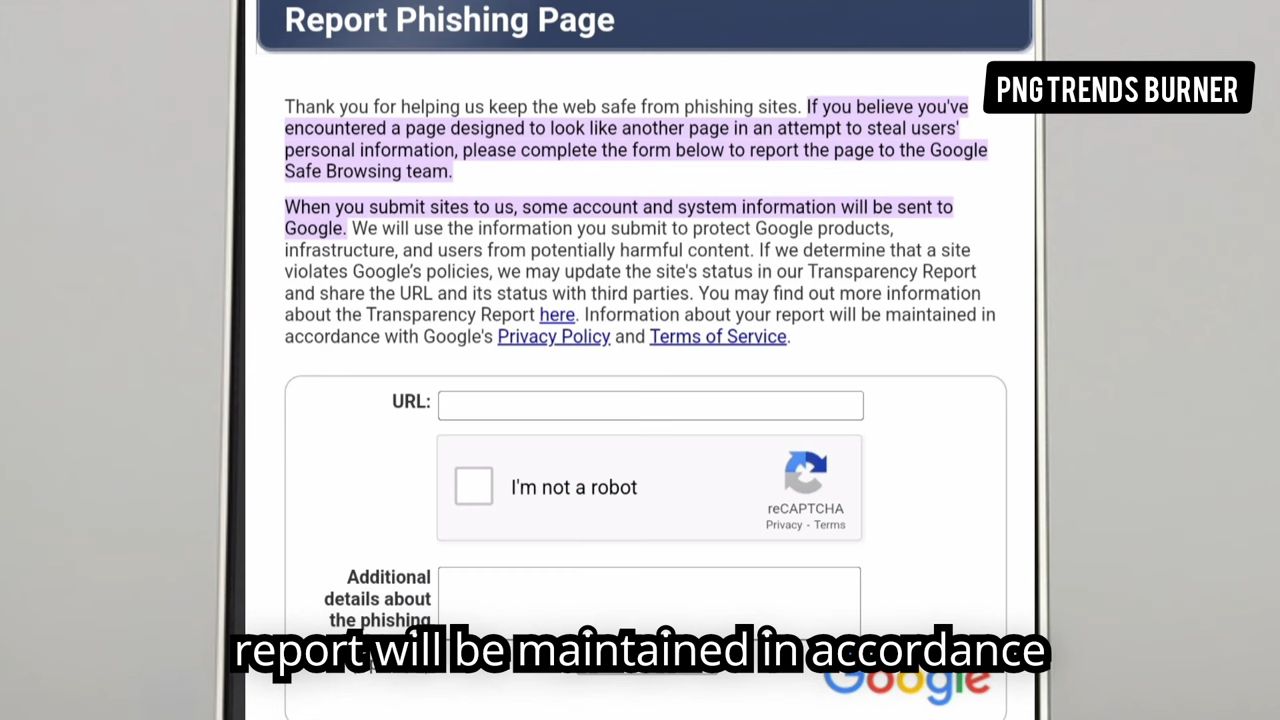 Report Phishing Page
PNG TRENDS BURNER
Thank you for helping us keep the web safe from phishing sites. If you believe you've
encountered a page designed to look like another page in an attempt to steal users'
personal information, please complete the form below to report the page to the Google
Safe Browsing team.
When you submit sites to us, some account and system information will be sent to
Google. We will use the information you submit to protect Google products,
infrastructure, and users from potentially harmful content. If we determine that a site
violates Google's policies, we may update the site's status in our Transparency Report
and share the URL and its status with third parties. You may find out more information
about the Transparency Report here. Information about your report will be maintained in
accordance with Google's Privacy Policy and Terms of Service.
URL:
I'm not a robot
reCAPTCHA
Privacy - Terms
Additional
details about
the phishing
report will be maintained in accordance
Google